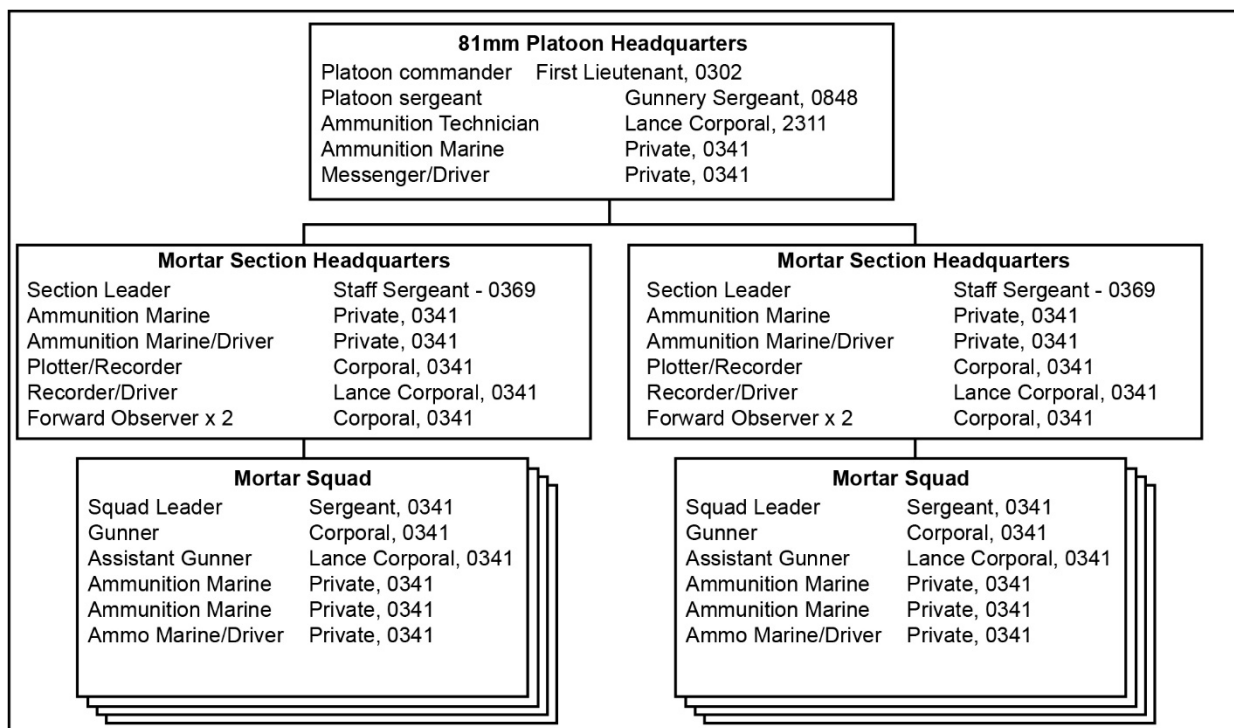 81mm Platoon Headquarters
Platoon commander First Lieutenant, 0302
Platoon sergeant Gunnery Sergeant, 0848
Ammunition Technician Lance Corporal, 2311
Ammunition Marine Private, 0341
Messenger/Driver Private, 0341
Mortar Section Headquarters
Section Leader Staff Sergeant - 0369
Ammunition Marine Private, 0341
Ammunition Marine/Driver Private, 0341
Plotter/Recorder Corporal, 0341
Recorder/Driver Lance Corporal, 0341
Forward Observer x 2 Corporal, 0341
Mortar Section Headquarters
Section Leader Staff Sergeant - 0369
Ammunition Marine Private, 0341
Ammunition Marine/Driver Private, 0341
Plotter/Recorder Corporal, 0341
Recorder/Driver Lance Corporal, 0341
Forward Observer x 2 Corporal, 0341
Mortar Squad
Squad Leader Sergeant, 0341
Gunner Corporal, 0341
Assistant Gunner Lance Corporal, 0341
Ammunition Marine Private, 0341
Ammunition Marine Private, 0341
Ammo Marine/Driver Private, 0341
Mortar Squad
Squad Leader Sergeant, 0341
Gunner Corporal, 0341
Assistant Gunner Lance Corporal, 0341
Ammunition Marine Private, 0341
Ammunition Marine Private, 0341
Ammo Marine/Driver Private, 0341